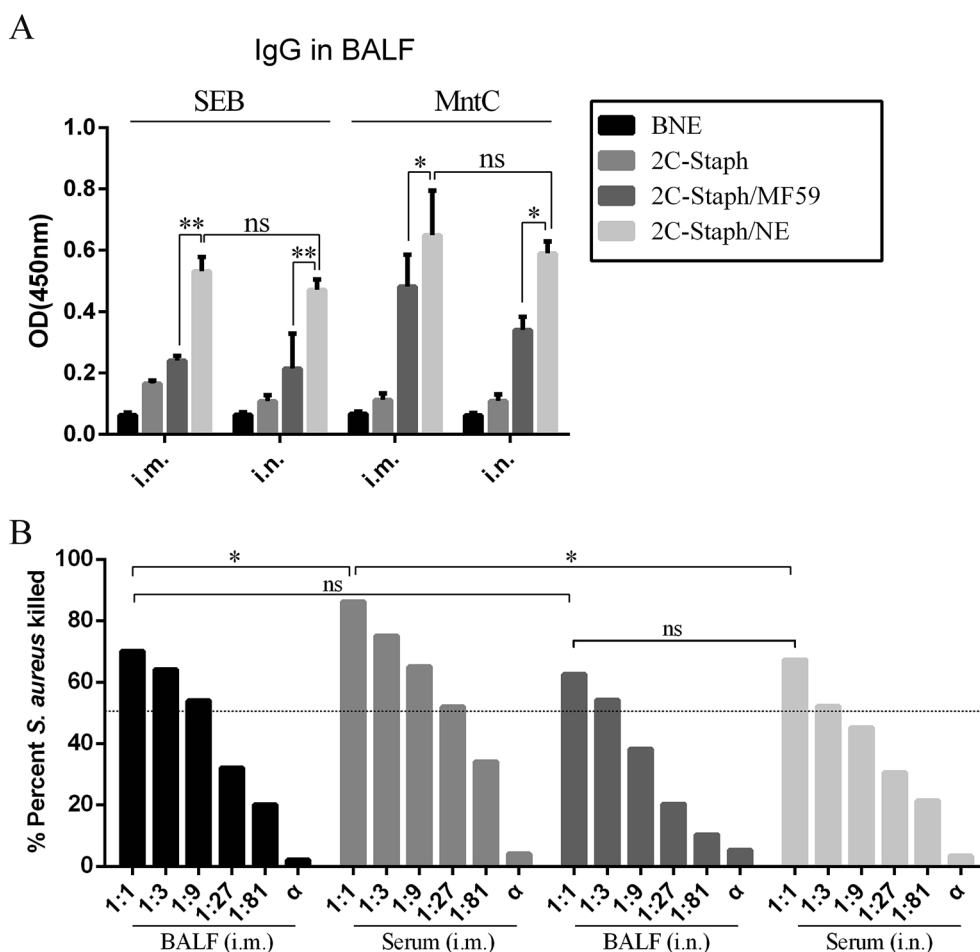 A
IgG in BALF
SEB MntC
BNE
2C-Staph
2C-Staph/MF59
2C-Staph/NE
OD(450nm)
1.0
0.8
0.6
0.4
0.2
0.0
** ns ** * ns *
i.m. i.n. i.m. i.n.
B
% Percent S. aureus killed
100
80
60
40
20
0
* *
ns
ns
1:1 1:3 1:9 1:27 1:81 α 1:1 1:3 1:9 1:27 1:81 α 1:1 1:3 1:9 1:27 1:81 α 1:1 1:3 1:9 1:27 1:81 α
BALF (i.m.) Serum (i.m.) BALF (i.n.) Serum (i.n.)